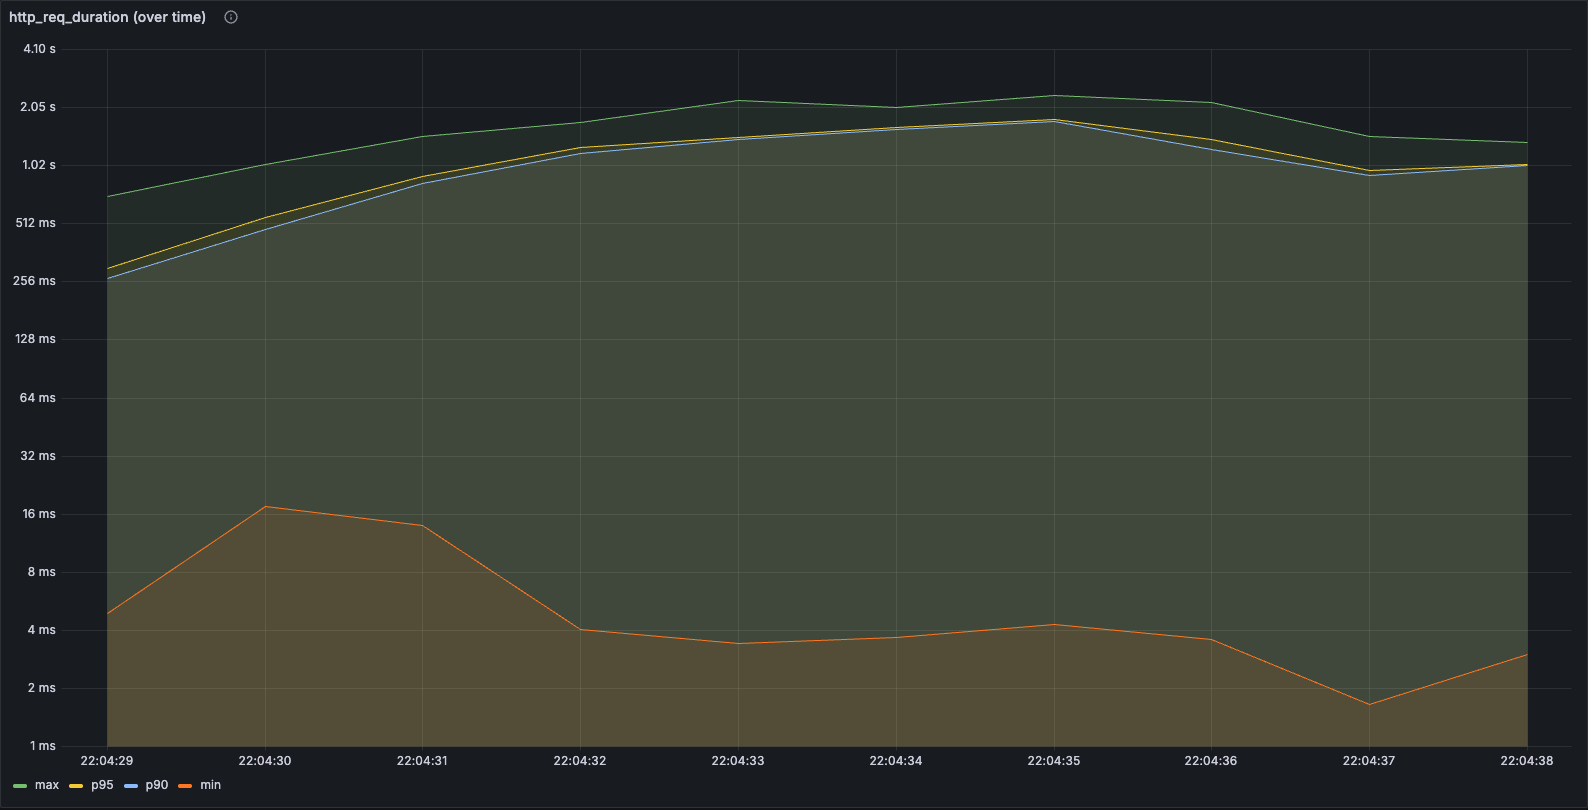 http_req_duration (over time)
4.10 s
2.05 s
1.02 s
512 ms
256 ms
128 ms
64 ms
32 ms
16 ms
8 ms
4 ms
2 ms
1 ms
22:04:29 22:04:30 22:04:31 22:04:32 22:04:33 22:04:34 22:04:35 22:04:36 22:04:37 22:04:38
max p95 p90 min